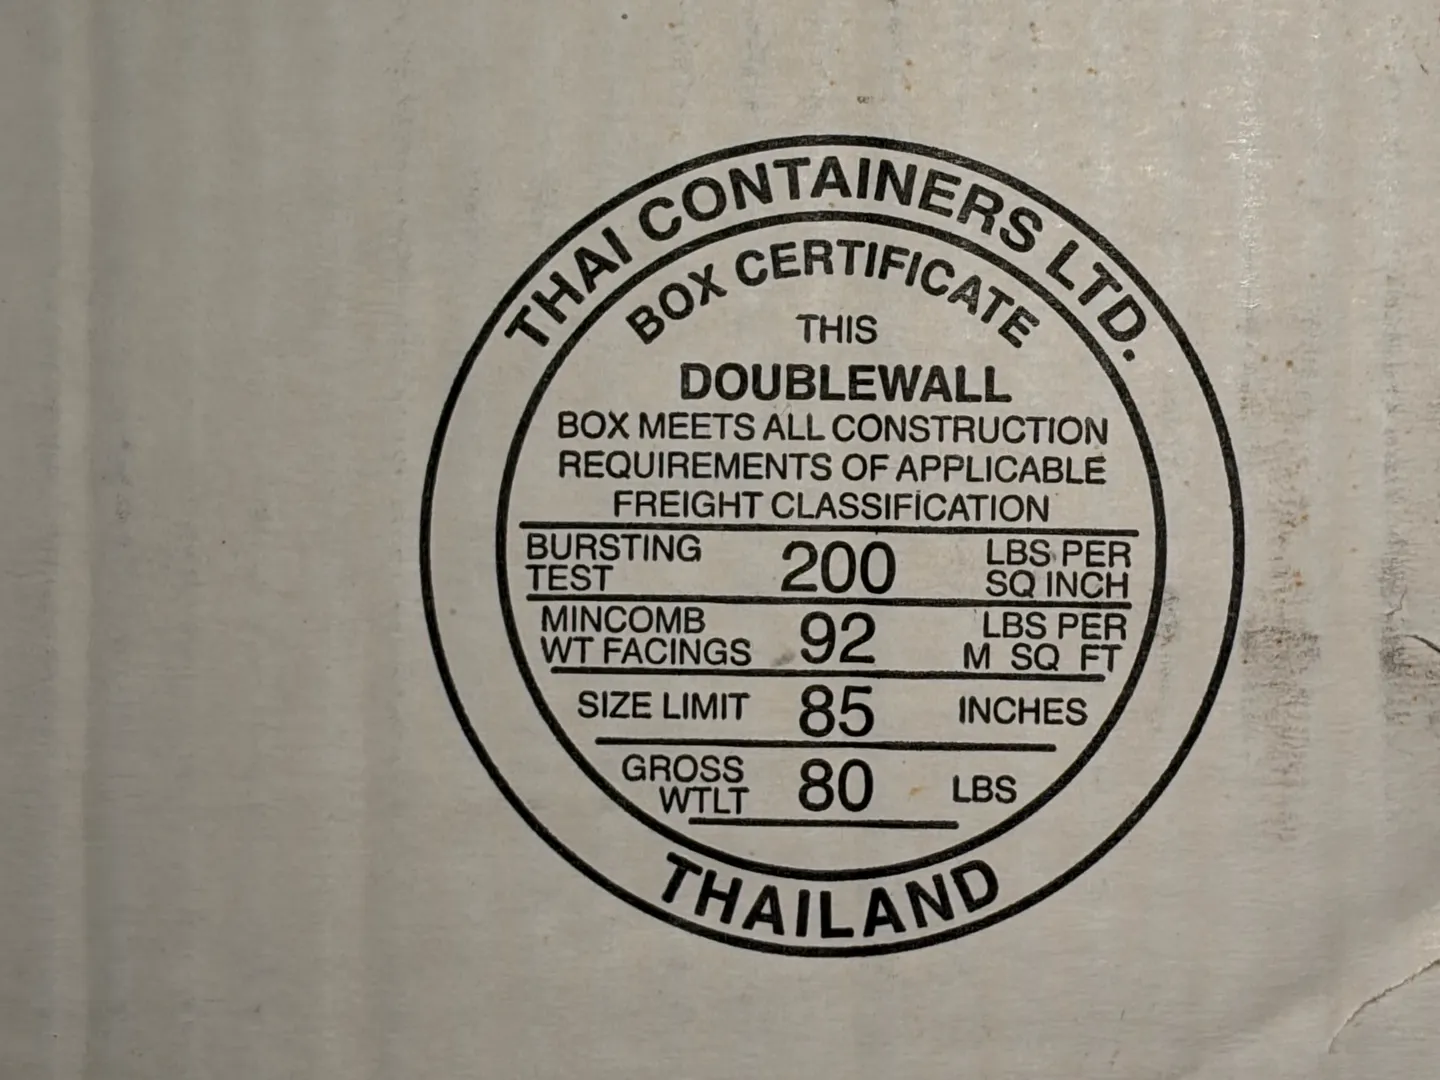 THAI CONTAINERS LTD.
BOX CERTIFICATE
THIS
DOUBLEWALL
BOX MEETS ALL CONSTRUCTION
REQUIREMENTS OF APPLICABLE
FREIGHT CLASSIFICATION
BURSTING TEST 200 LBS PER SQ INCH
MINCOMB WT FACINGS 92 LBS PER M SQ FT
SIZE LIMIT 85 INCHES
GROSS WTLT 80 LBS
THAILAND